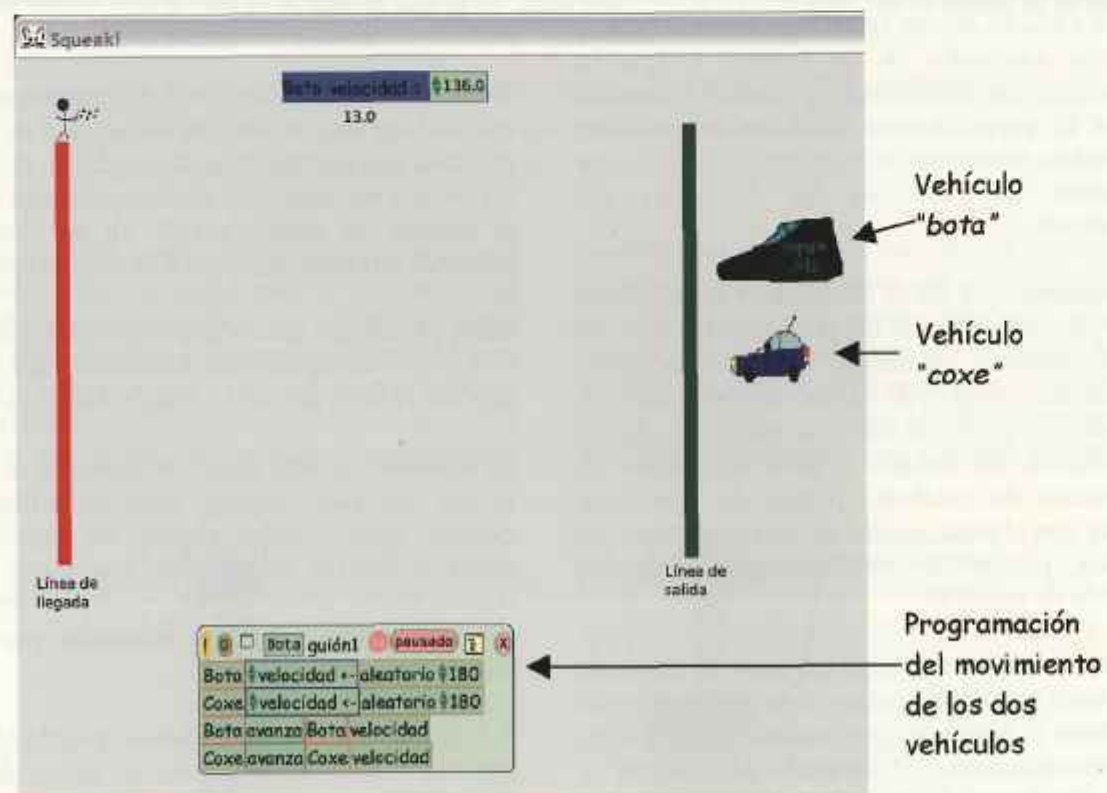 Squeak!
Bota velocidad : 136.0
13.0
Vehículo
"bota"
Vehículo
"coxe"
Línea de
llegada
Línea de
salida
! Bota guión1 pausado
Bota velocidad ← aleatorio 180
Coxe velocidad ← aleatorio 180
Bota avanza Bota velocidad
Coxe avanza Coxe velocidad
Programación
del movimiento
de los dos
vehículos